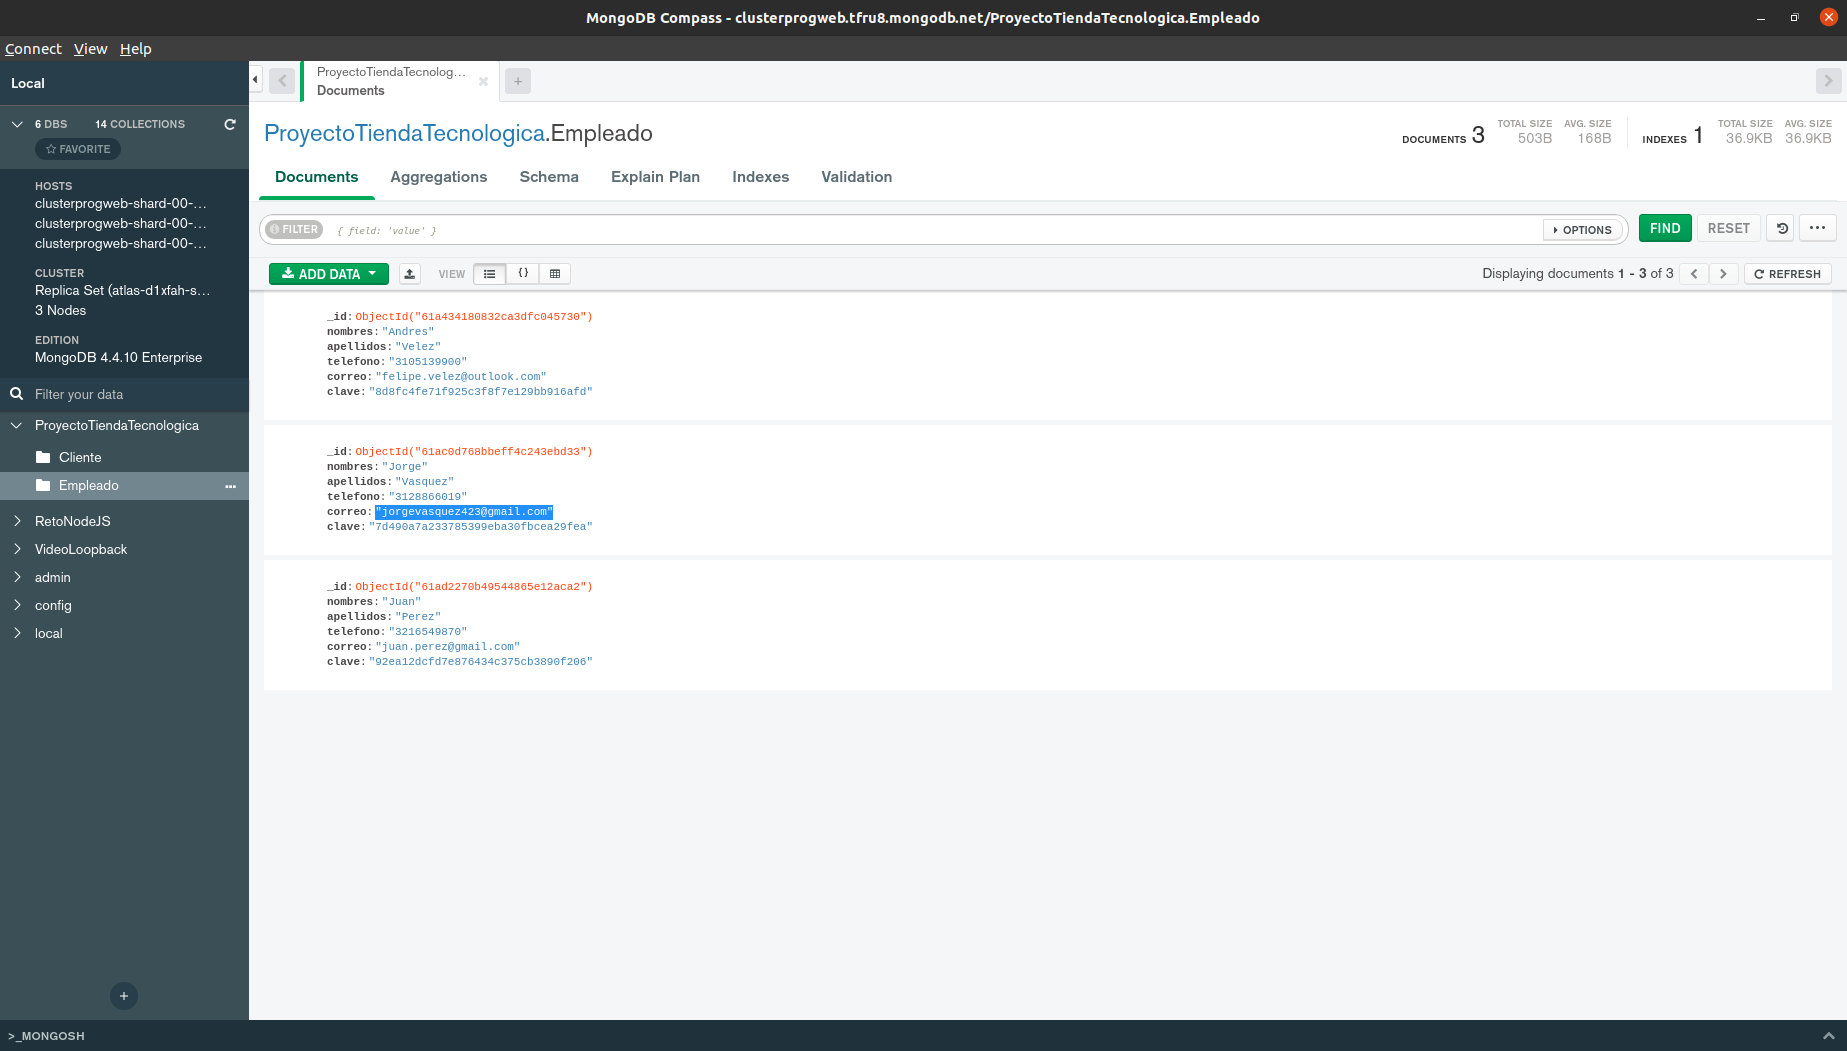 MongoDB Compass - clusterprogweb.tfru8.mongodb.net/ProyectoTiendaTecnologica.Empleado
Connect View Help
Local
6 DBS 14 COLLECTIONS
FAVORITE
HOSTS
clusterprogweb-shard-00-...
clusterprogweb-shard-00-...
clusterprogweb-shard-00-...
CLUSTER
Replica Set (atlas-d1xfah-s...
3 Nodes
EDITION
MongoDB 4.4.10 Enterprise
Filter your data
ProyectoTiendaTecnologica
Cliente
Empleado
RetoNodeJS
VideoLoopback
admin
config
local
>_MONGOSH
ProyectoTiendaTecnolog...
Documents
ProyectoTiendaTecnologica.Empleado
DOCUMENTS 3 TOTAL SIZE 503B AVG. SIZE 168B INDEXES 1 TOTAL SIZE 36.9KB AVG. SIZE 36.9KB
Documents Aggregations Schema Explain Plan Indexes Validation
FILTER { field: 'value' } OPTIONS FIND RESET
ADD DATA VIEW {} Displaying documents 1 - 3 of 3 REFRESH
_id: ObjectId("61a434180832ca3dfc045730")
nombres: "Andres"
apellidos: "Velez"
telefono: "3105139900"
correo: "felipe.velez@outlook.com"
clave: "8d8fc4fe71f925c3f8f7e129bb916afd"
_id: ObjectId("61ac0d768bbeff4c243ebd33")
nombres: "Jorge"
apellidos: "Vasquez"
telefono: "3128866019"
correo: "jorgevasquez423@gmail.com"
clave: "7d490a7a233785399eba30fbcea29fea"
_id: ObjectId("61ad2270b49544865e12aca2")
nombres: "Juan"
apellidos: "Perez"
telefono: "3216549870"
correo: "juan.perez@gmail.com"
clave: "92ea12dcfd7e876434c375cb3890f206"